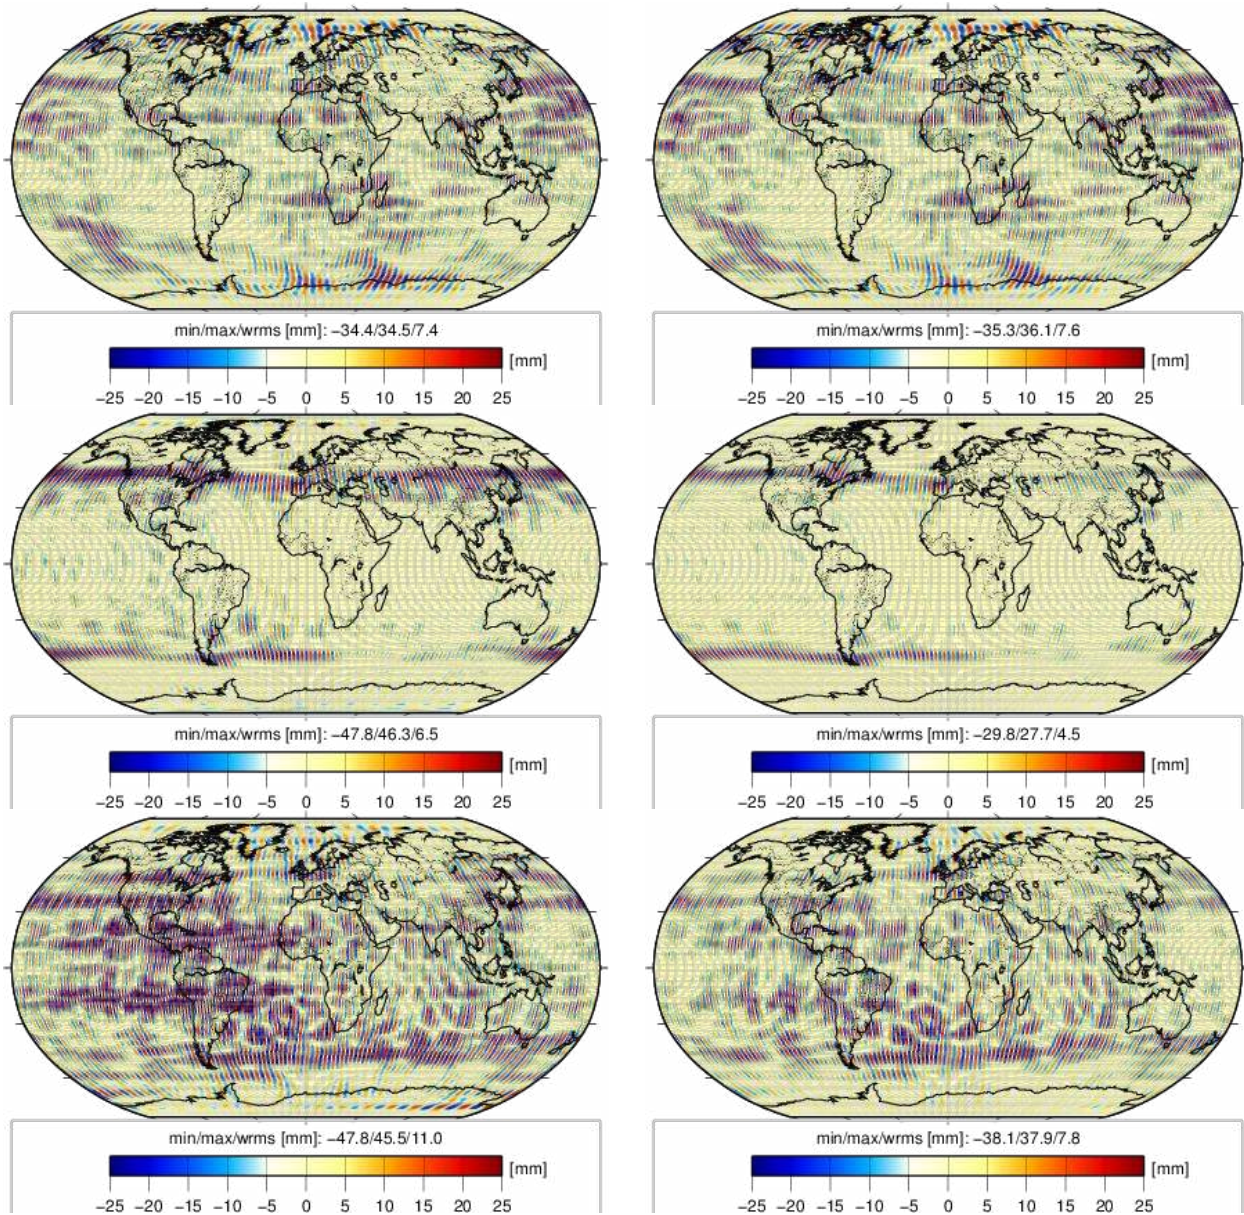 min/max/wrms [mm]: −34.4/34.5/7.4
[mm]
−25 −20 −15 −10 −5 0 5 10 15 20 25
min/max/wrms [mm]: −35.3/36.1/7.6
[mm]
−25 −20 −15 −10 −5 0 5 10 15 20 25
min/max/wrms [mm]: −47.8/46.3/6.5
[mm]
−25 −20 −15 −10 −5 0 5 10 15 20 25
min/max/wrms [mm]: −29.8/27.7/4.5
[mm]
−25 −20 −15 −10 −5 0 5 10 15 20 25
min/max/wrms [mm]: −47.8/45.5/11.0
[mm]
−25 −20 −15 −10 −5 0 5 10 15 20 25
min/max/wrms [mm]: −38.1/37.9/7.8
[mm]
−25 −20 −15 −10 −5 0 5 10 15 20 25